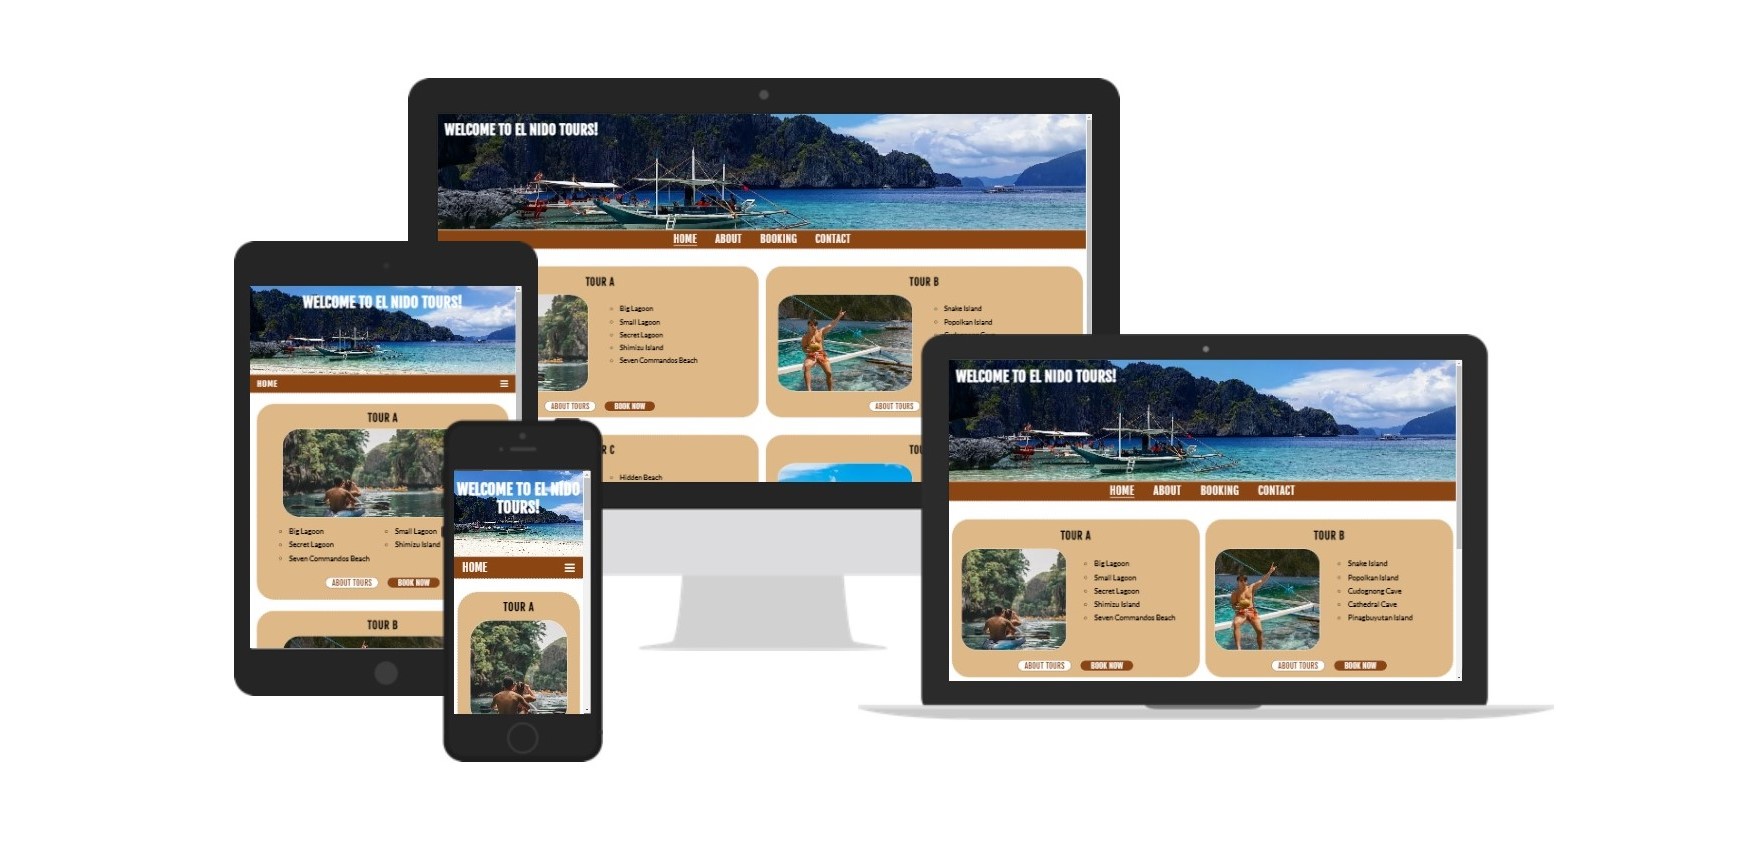 WELCOME TO EL NIDO TOURS!
HOME ABOUT BOOKING CONTACT
TOUR A
Big Lagoon
Small Lagoon
Secret Lagoon
Shimizu Island
Seven Commandos Beach
ABOUT TOURS BOOK NOW
TOUR B
Snake Island
Popolkan Island
ABOUT TOURS
R C
Hidden Beach
WELCOME TO EL NIDO TOURS!
HOME
TOUR A
Big Lagoon
Small Lagoon
Secret Lagoon
Shimizu Island
Seven Commandos Beach
ABOUT TOURS BOOK NOW
TOUR B
WELCOME TO EL NIDO
TOURS!
HOME
TOUR A
WELCOME TO EL NIDO TOURS!
HOME ABOUT BOOKING CONTACT
TOUR A
Big Lagoon
Small Lagoon
Secret Lagoon
Shimizu Island
Seven Commandos Beach
ABOUT TOURS BOOK NOW
TOUR B
Snake Island
Popolkan Island
Cudognong Cave
Cathedral Cave
Pinagbuyutan Island
ABOUT TOURS BOOK NOW